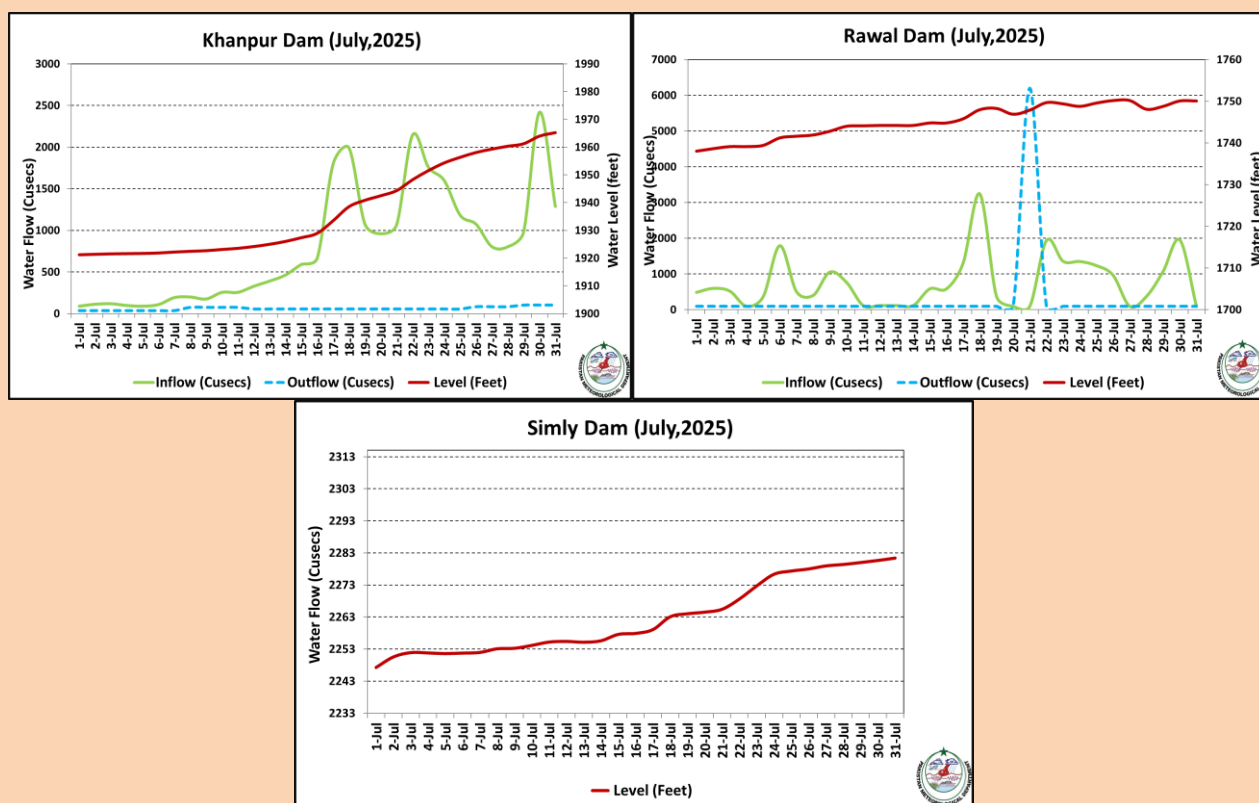 Khanpur Dam (July,2025)
Water Flow (Cusecs)
3000
2500
2000
1500
1000
500
0
1990
1980
1970
1960
1950
1940
1930
1920
1910
1900
Water Level (feet)
1-Jul
2-Jul
3-Jul
4-Jul
5-Jul
6-Jul
7-Jul
8-Jul
9-Jul
10-Jul
11-Jul
12-Jul
13-Jul
14-Jul
15-Jul
16-Jul
17-Jul
18-Jul
19-Jul
20-Jul
21-Jul
22-Jul
23-Jul
24-Jul
25-Jul
26-Jul
27-Jul
28-Jul
29-Jul
30-Jul
31-Jul
Inflow (Cusecs) Outflow (Cusecs) Level (Feet)
PAKISTAN METEOROLOGICAL DEPARTMENT
Rawal Dam (July,2025)
Water Flow (Cusecs)
7000
6000
5000
4000
3000
2000
1000
0
1760
1750
1740
1730
1720
1710
1700
Water Level (feet)
1-Jul
2-Jul
3-Jul
4-Jul
5-Jul
6-Jul
7-Jul
8-Jul
9-Jul
10-Jul
11-Jul
12-Jul
13-Jul
14-Jul
15-Jul
16-Jul
17-Jul
18-Jul
19-Jul
20-Jul
21-Jul
22-Jul
23-Jul
24-Jul
25-Jul
26-Jul
27-Jul
28-Jul
29-Jul
30-Jul
31-Jul
Inflow (Cusecs) Outflow (Cusecs) Level (Feet)
PAKISTAN METEOROLOGICAL DEPARTMENT
Simly Dam (July,2025)
Water Flow (Cusecs)
2313
2303
2293
2283
2273
2263
2253
2243
2233
1-Jul
2-Jul
3-Jul
4-Jul
5-Jul
6-Jul
7-Jul
8-Jul
9-Jul
10-Jul
11-Jul
12-Jul
13-Jul
14-Jul
15-Jul
16-Jul
17-Jul
18-Jul
19-Jul
20-Jul
21-Jul
22-Jul
23-Jul
24-Jul
25-Jul
26-Jul
27-Jul
28-Jul
29-Jul
30-Jul
31-Jul
Level (Feet)
PAKISTAN METEOROLOGICAL DEPARTMENT